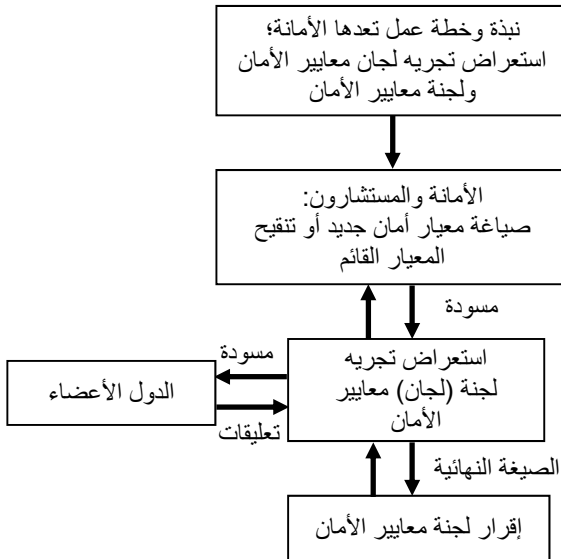 نبذة وخطة عمل تعدها الأمانة؛
استعراض تجريه لجان معايير الأمان
ولجنة معايير الأمان
الأمانة والمستشارون:
صياغة معيار أمان جديد أو تنقيح
المعيار القائم
مسودة
استعراض تجريه
لجنة (لجان) معايير
الأمان
مسودة
الدول الأعضاء
تعليقات
الصيغة النهائية
إقرار لجنة معايير الأمان